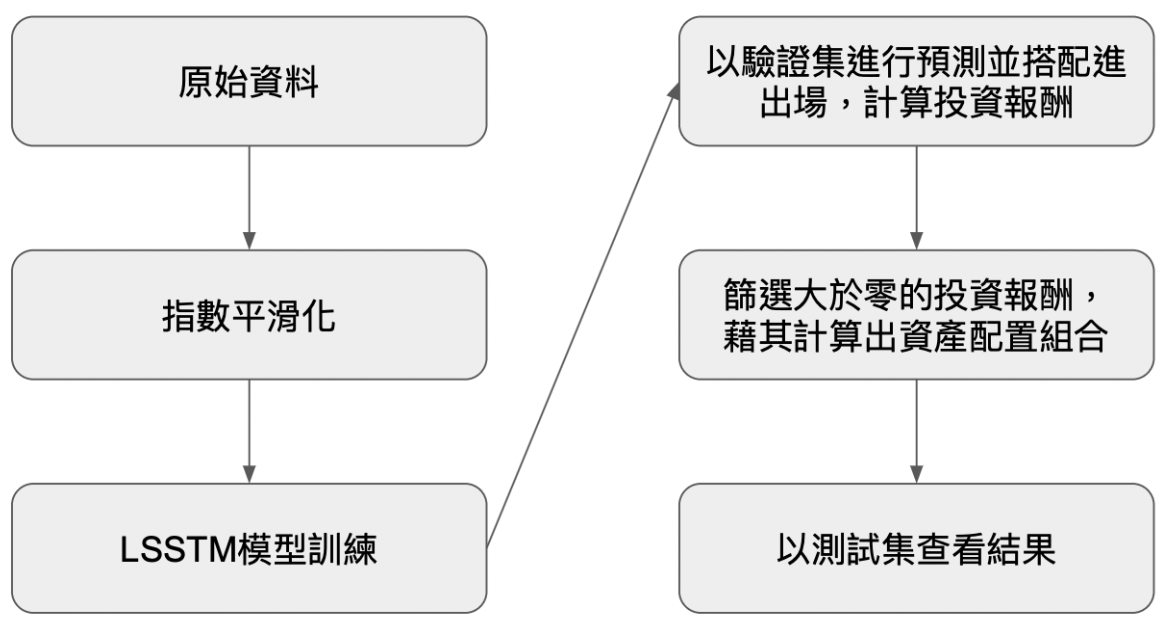 原始資料
指數平滑化
LSSTM模型訓練
以驗證集進行預測並搭配進
出場，計算投資報酬
篩選大於零的投資報酬，
藉其計算出資產配置組合
以測試集查看結果